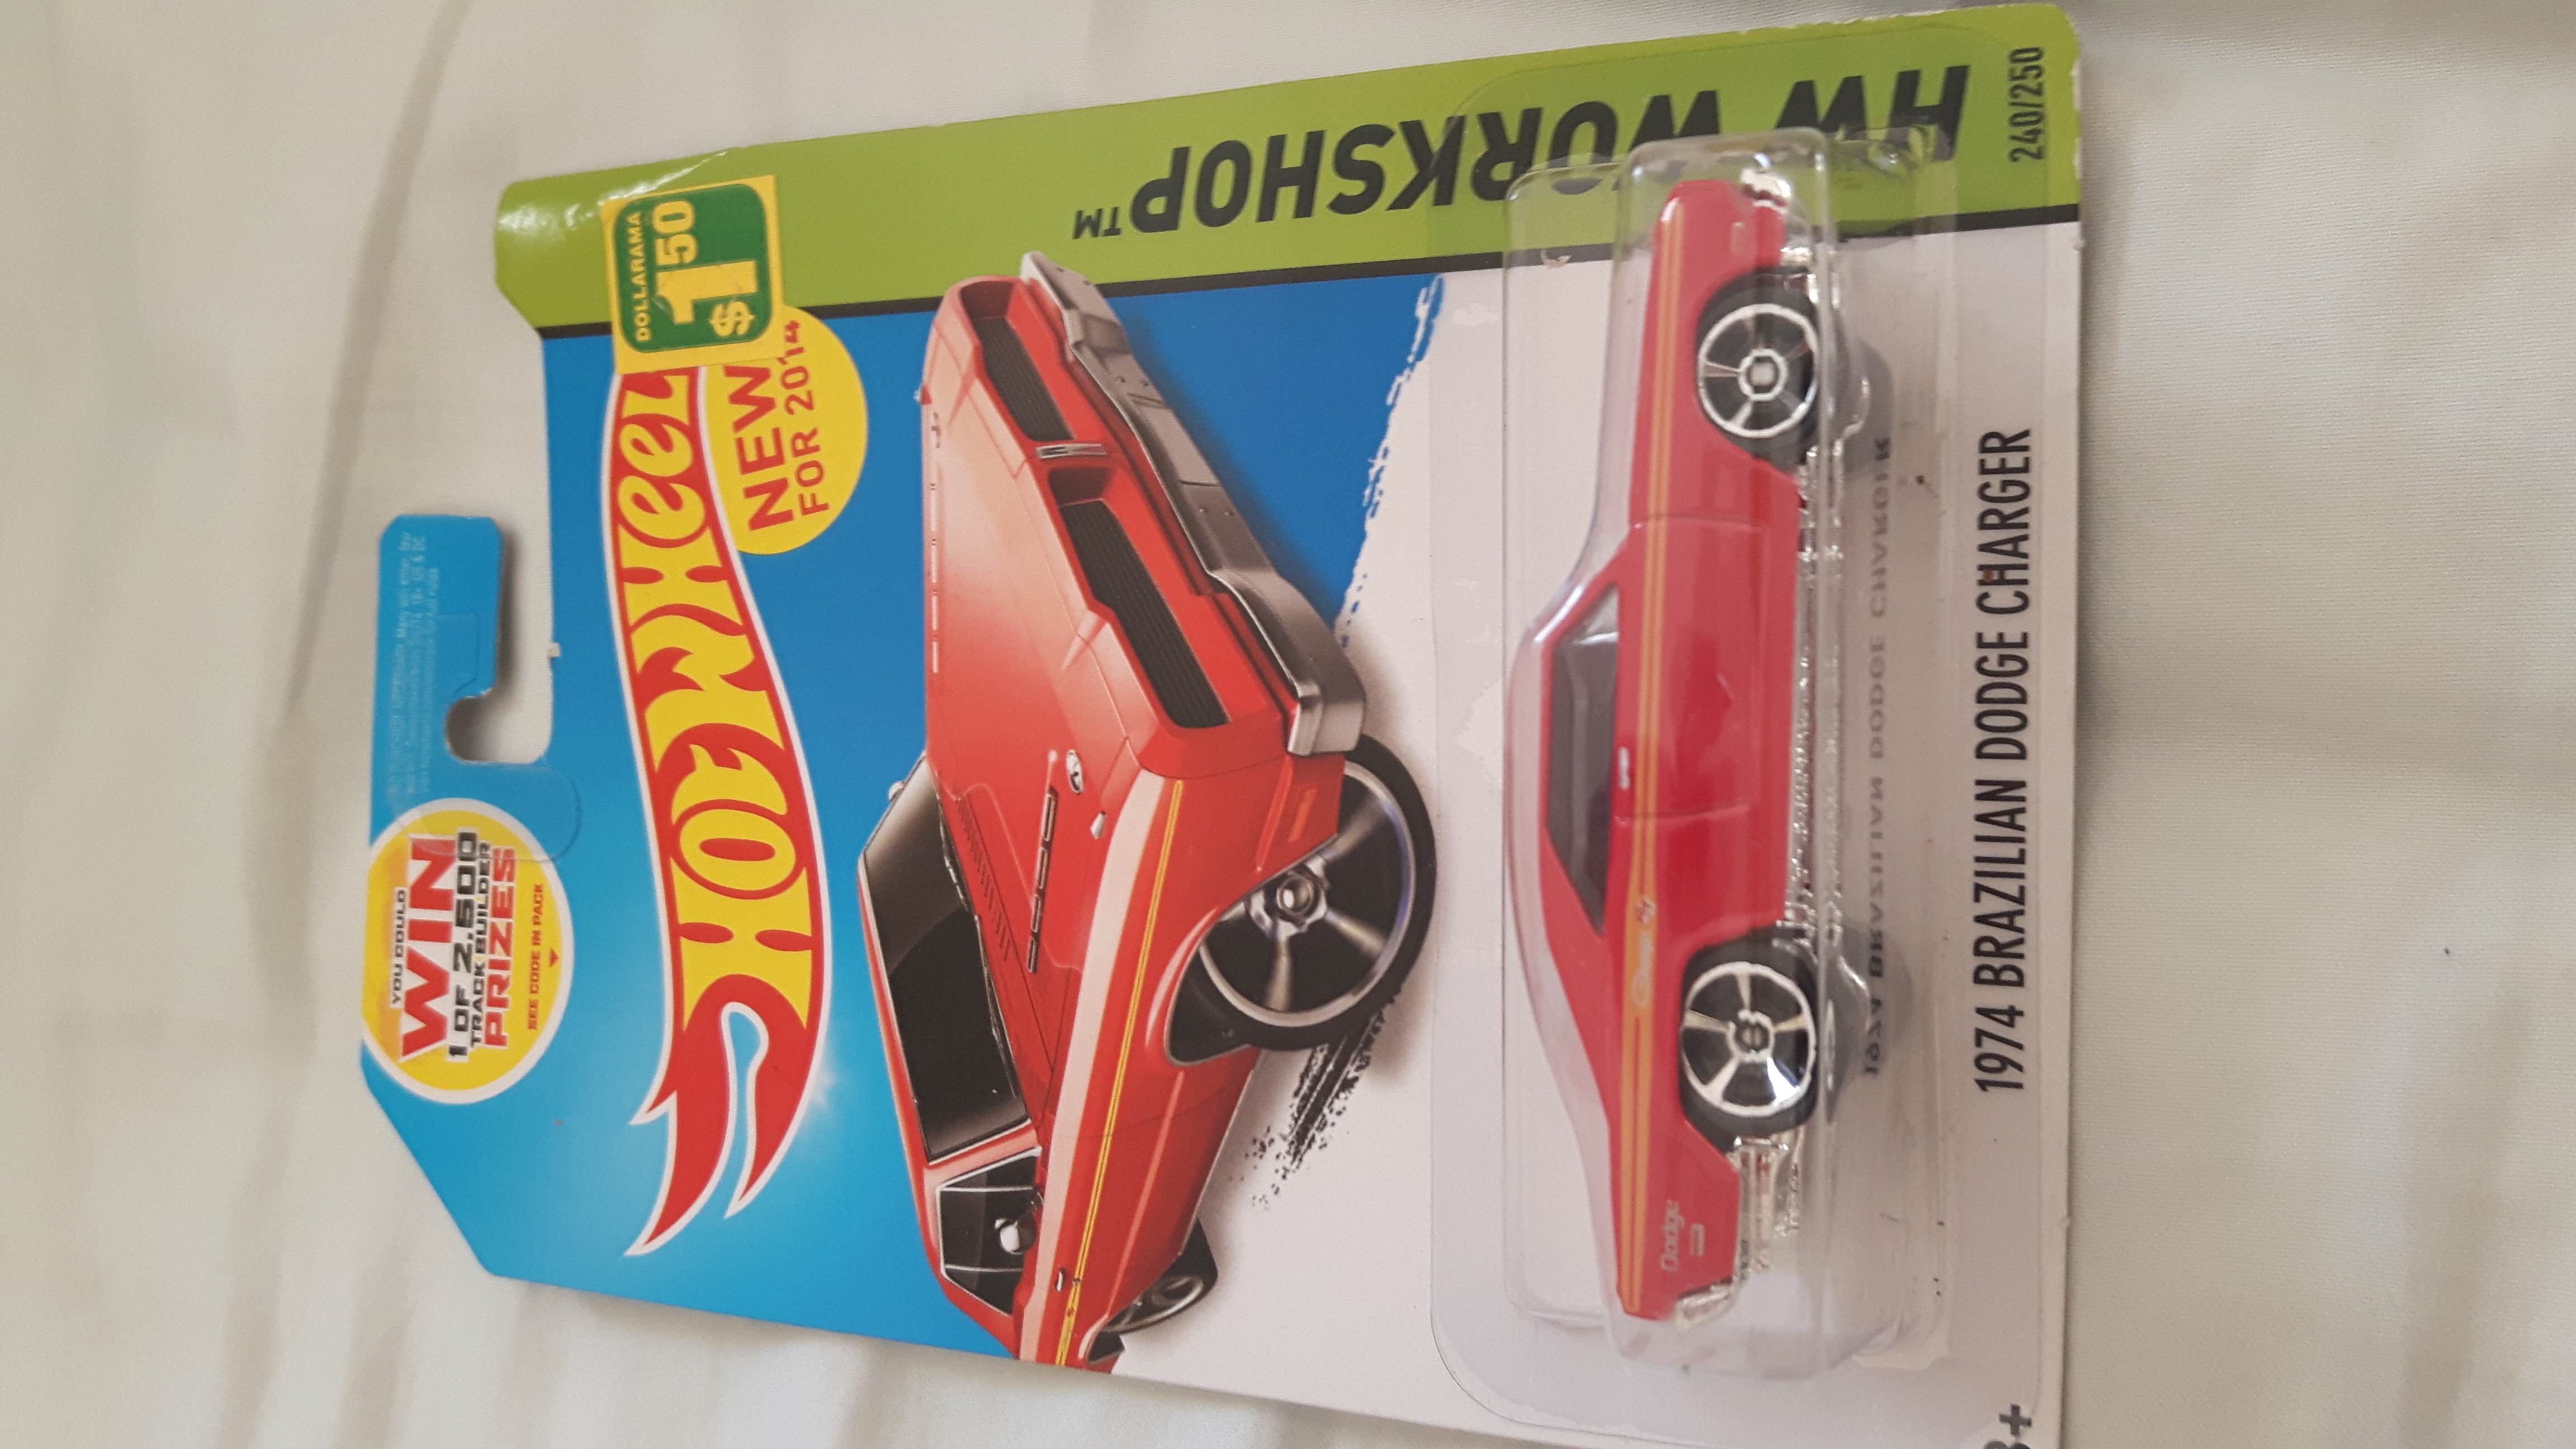 YOU COULD
WIN
1 OF 2,500
TRACK BUILDER
PRIZES
SEE CODE IN PACK
HOT WHEEL
DOLLARAMA
$1 50
NEW
FOR 2014
HW WORKSHOP™
240/250
Dodge
1974 BRAZILIAN DODGE CHARGER